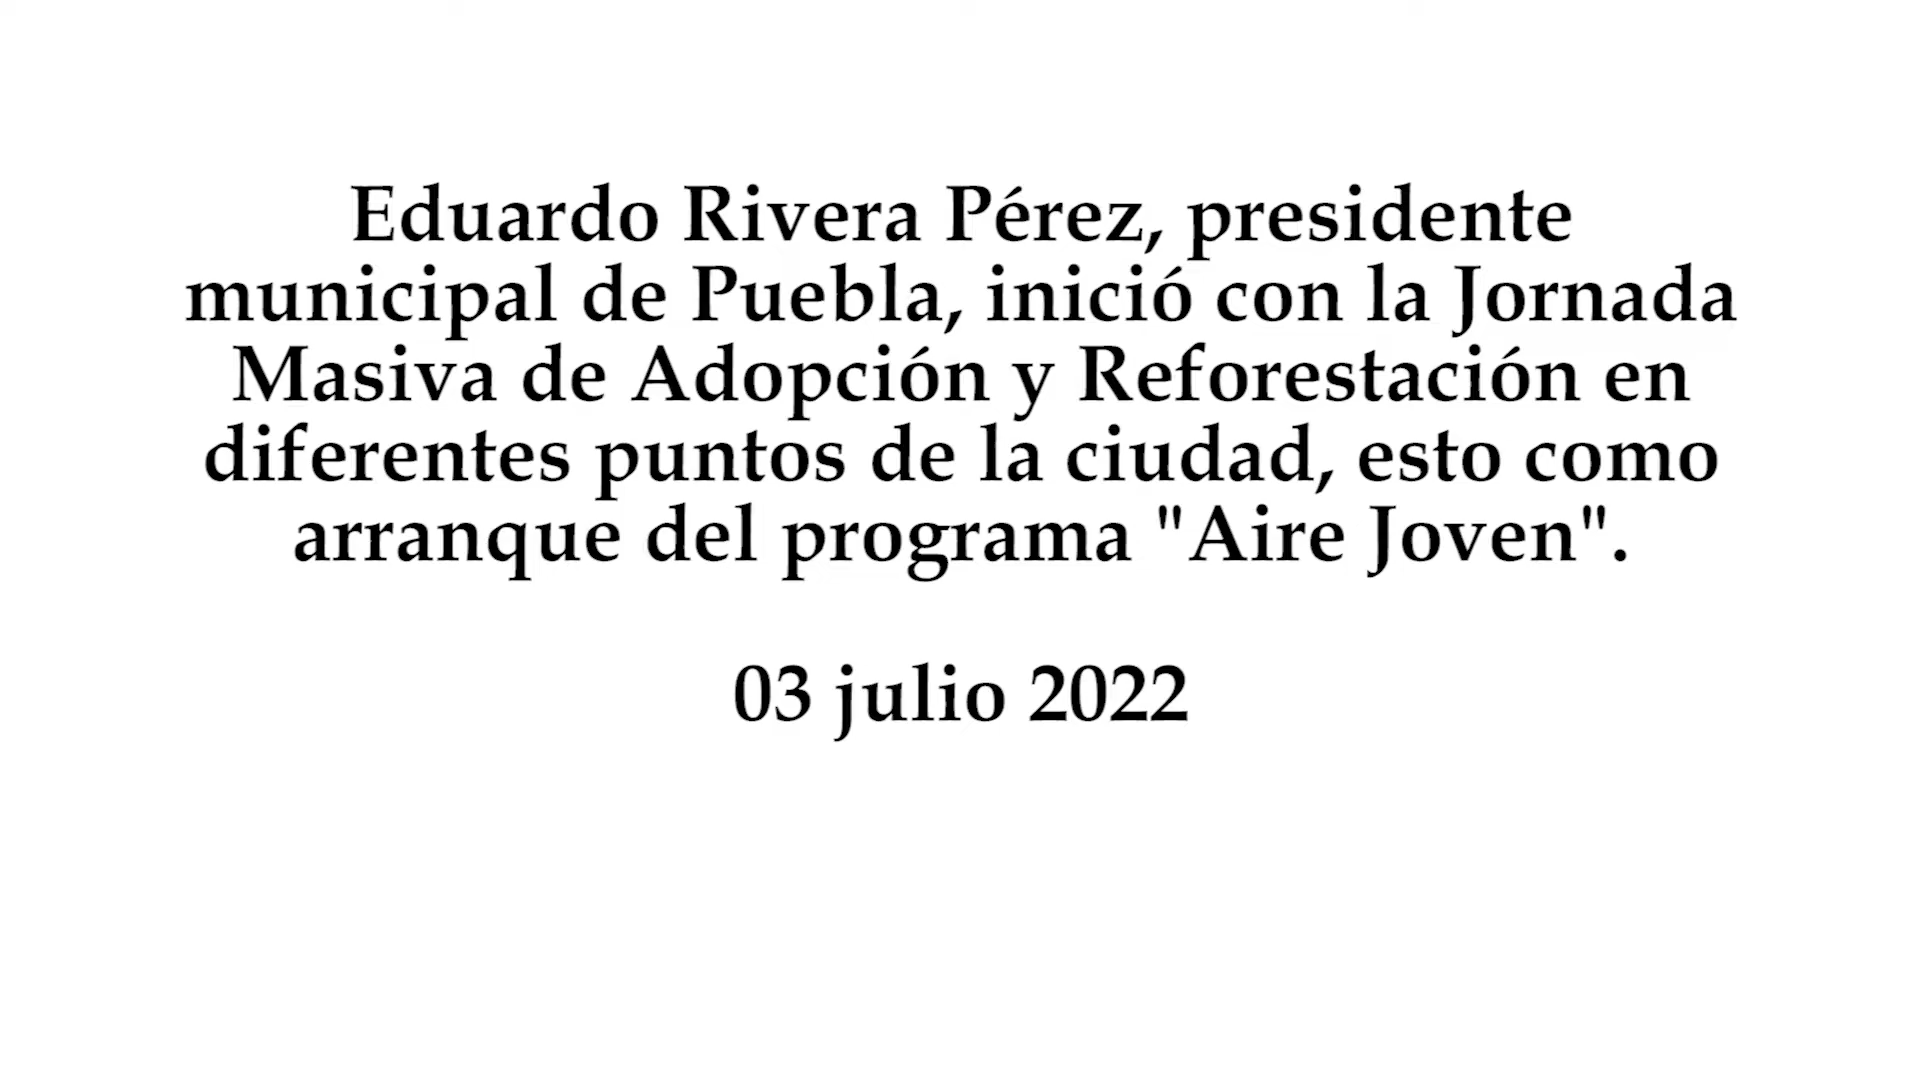 Eduardo Rivera Pérez, presidente
municipal de Puebla, inició con la Jornada
Masiva de Adopción y Reforestación en
diferentes puntos de la ciudad, esto como
arranque del programa "Aire Joven".
03 julio 2022